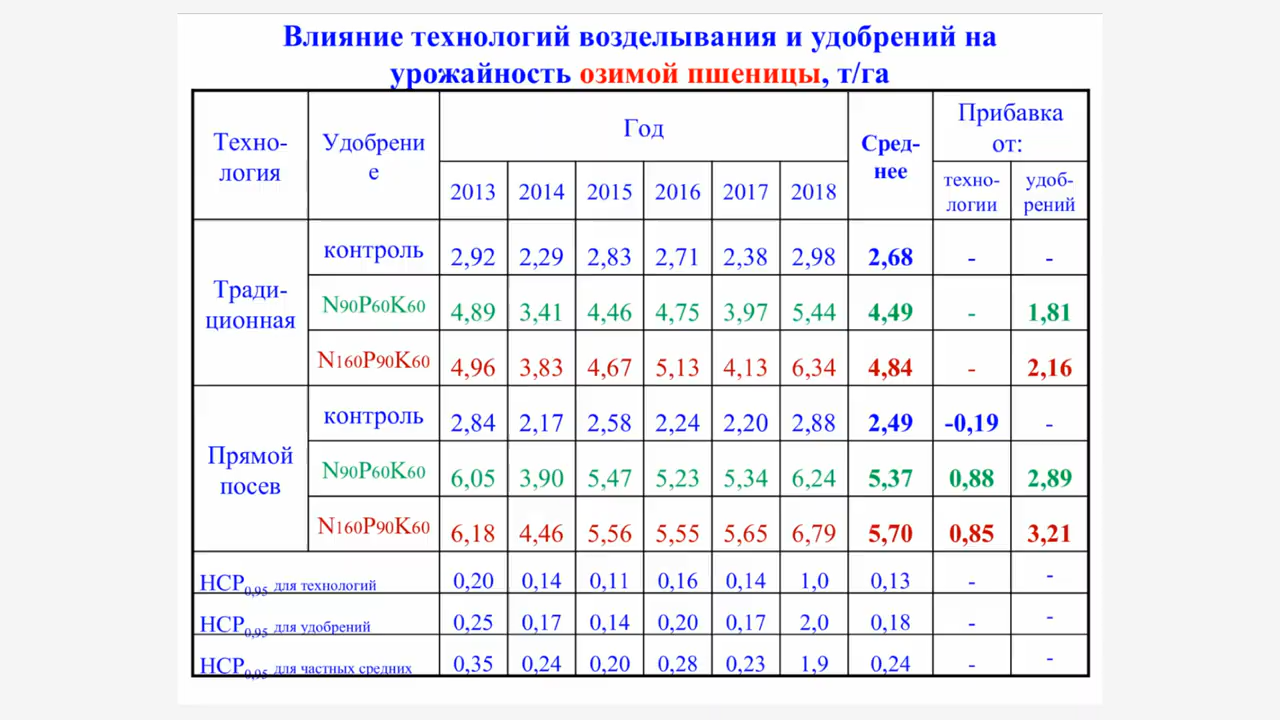 Влияние технологий возделывания и удобрений на
урожайность озимой пшеницы, т/га
Техно-
логия
Удобрени
е
Год
Сред-
нее
Прибавка
от:
2013 2014 2015 2016 2017 2018
техно-
логии
удоб-
рений
Тради-
ционная
контроль 2,92 2,29 2,83 2,71 2,38 2,98 2,68 - -
N90P60K60 4,89 3,41 4,46 4,75 3,97 5,44 4,49 - 1,81
N160P90K60 4,96 3,83 4,67 5,13 4,13 6,34 4,84 - 2,16
Прямой
посев
контроль 2,84 2,17 2,58 2,24 2,20 2,88 2,49 -0,19 -
N90P60K60 6,05 3,90 5,47 5,23 5,34 6,24 5,37 0,88 2,89
N160P90K60 6,18 4,46 5,56 5,55 5,65 6,79 5,70 0,85 3,21
НСР0,95 для технологий 0,20 0,14 0,11 0,16 0,14 1,0 0,13 - -
НСР0,95 для удобрений 0,25 0,17 0,14 0,20 0,17 2,0 0,18 - -
НСР0,95 для частных средних 0,35 0,24 0,20 0,28 0,23 1,9 0,24 - -